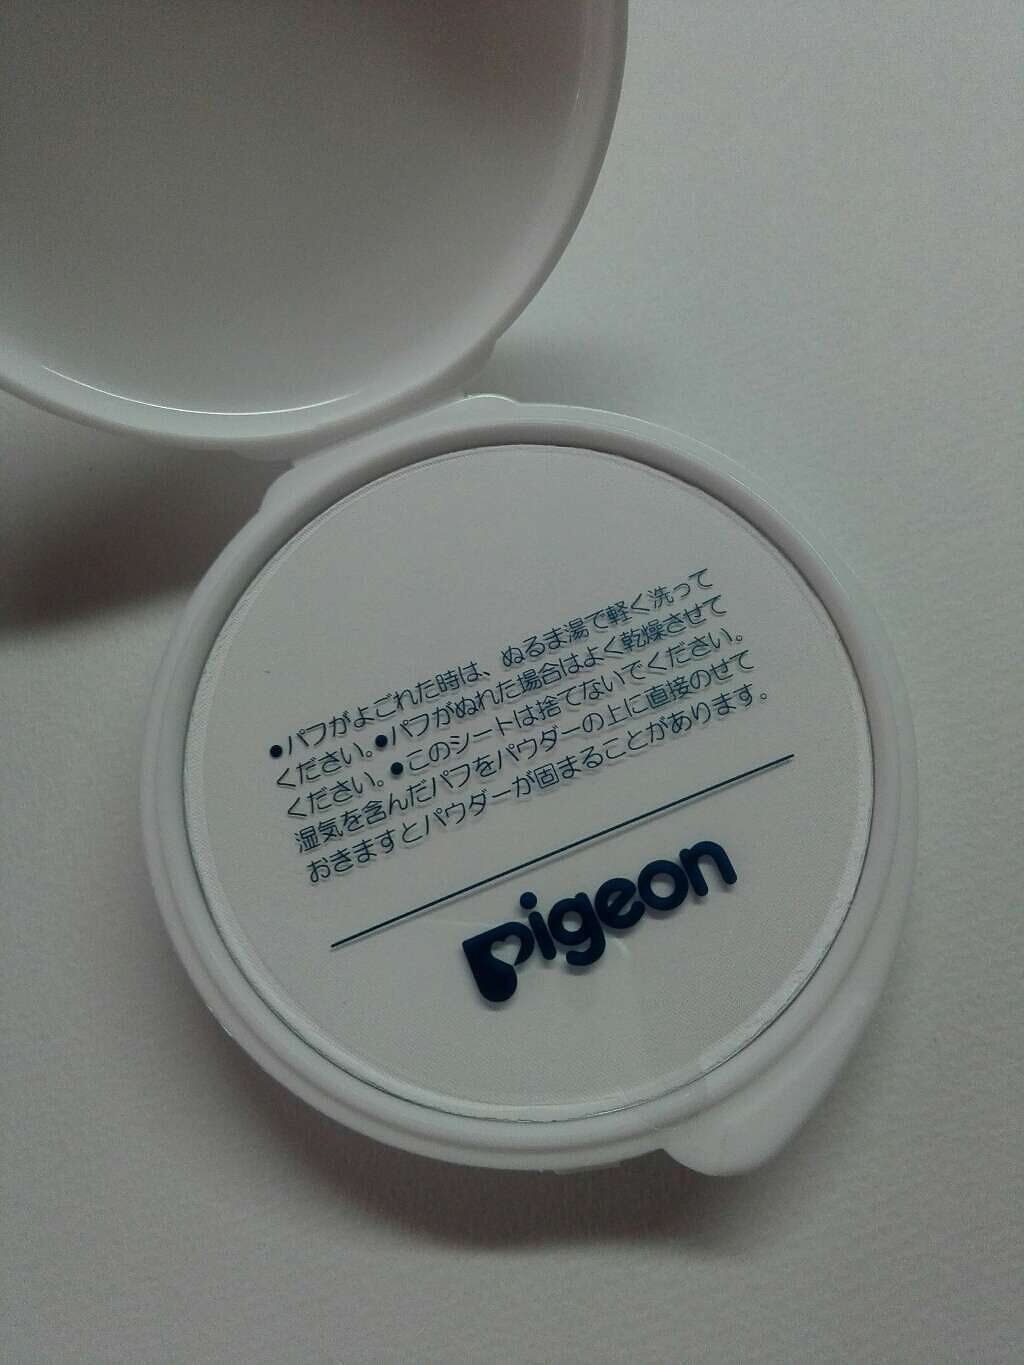 ●パフがよごれた時は、ぬるま湯で軽く洗って
ください。●パフがぬれた場合はよく乾燥させて
ください。●このシートは捨てないでください。
湿気を含んだパフをパウダーの上に直接のせて
おきますとパウダーが固まることがあります。
Pigeon